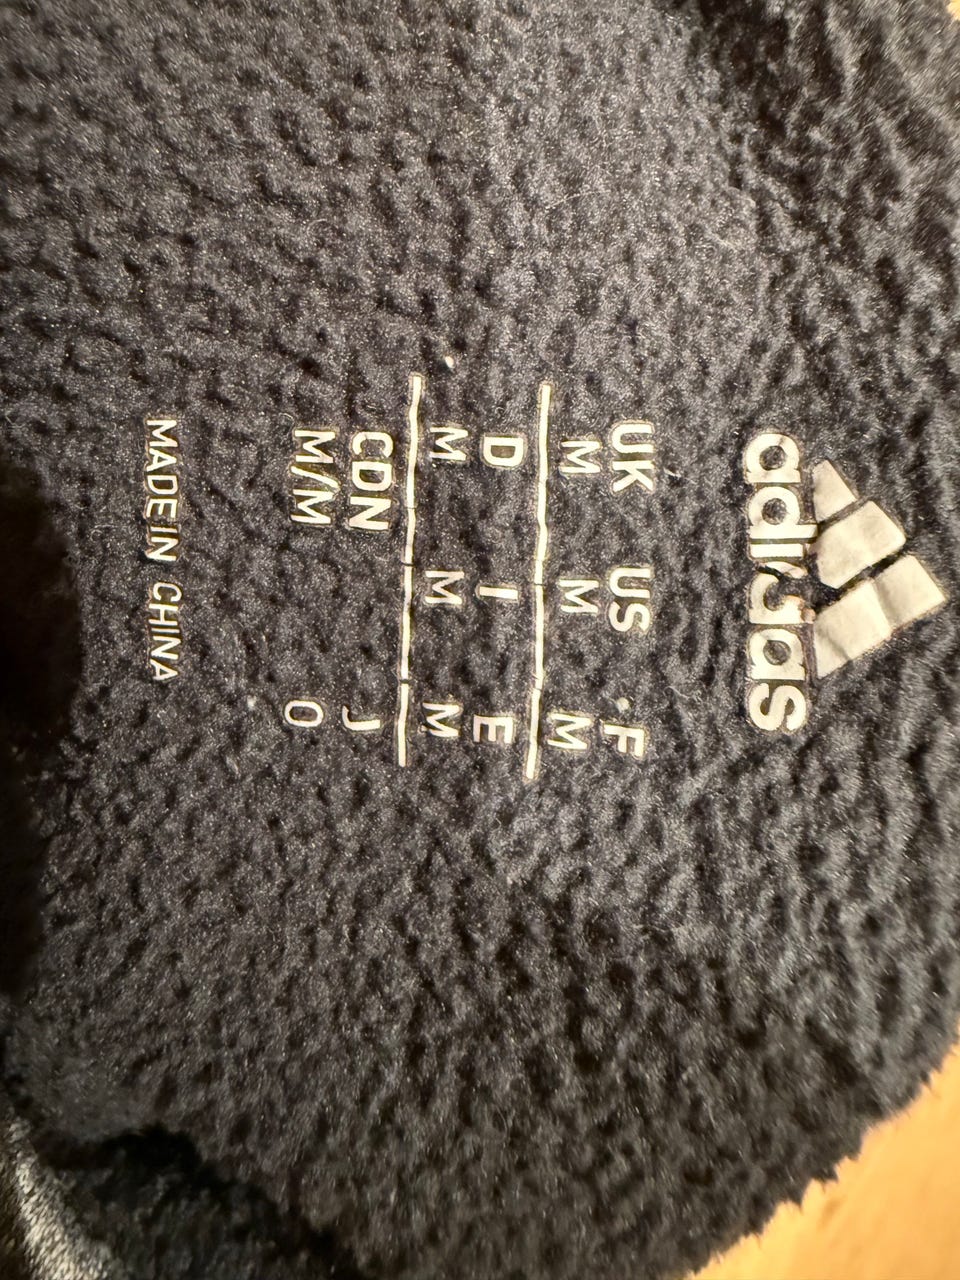 adidas
UK US F
M M M
D I E
M M M
CDN J
M/M O
MADE IN CHINA